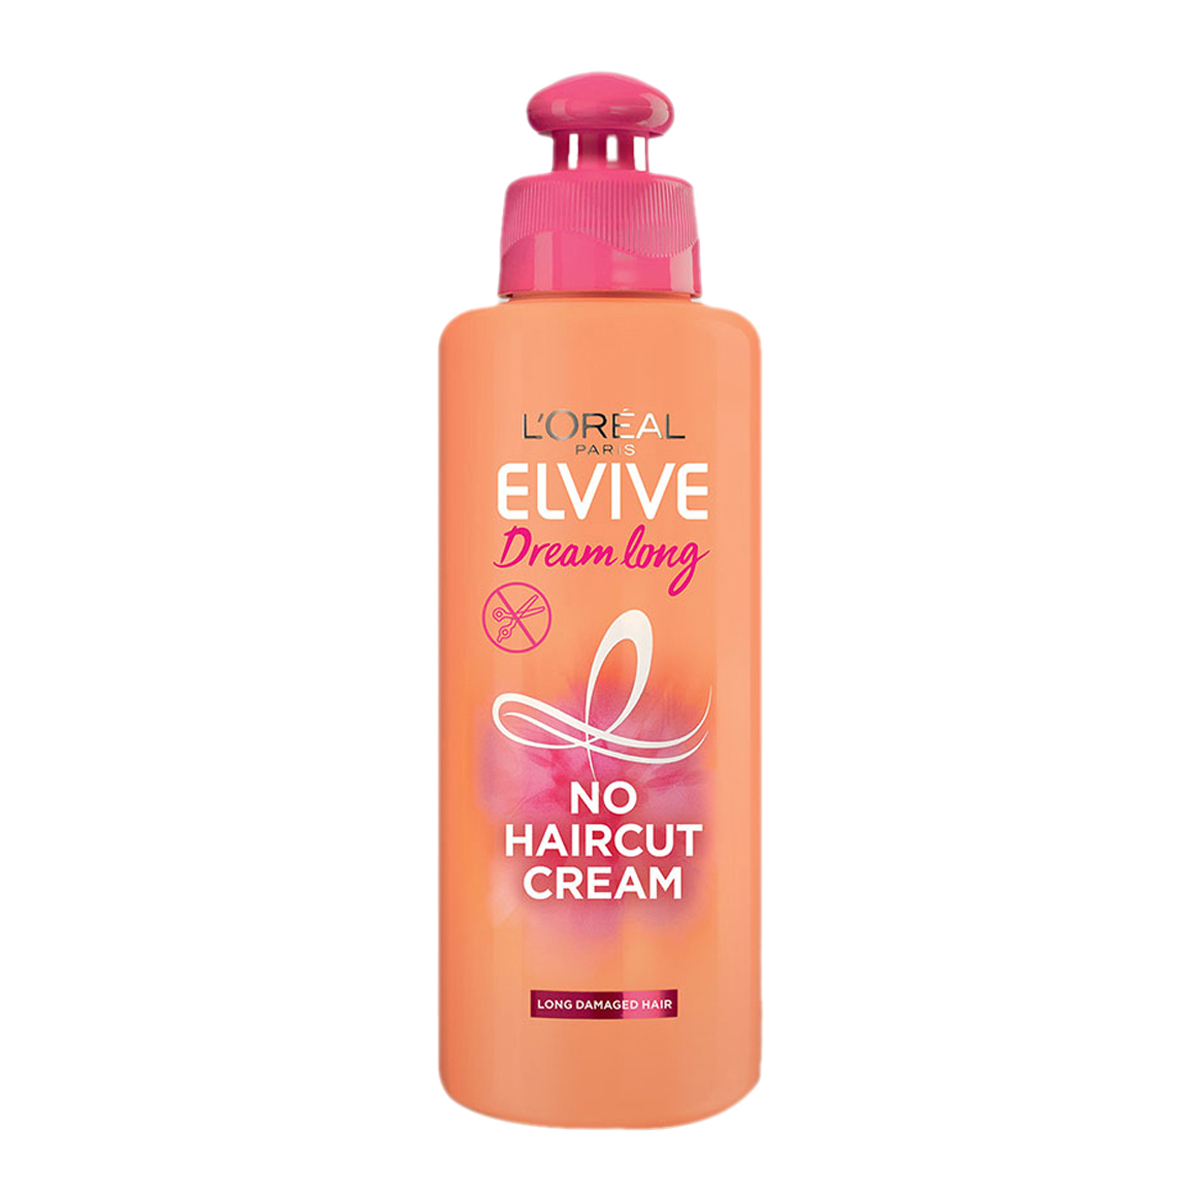 L'ORÉAL
PARIS
ELVIVE
Dream long
NO
HAIRCUT
CREAM
LONG DAMAGED HAIR